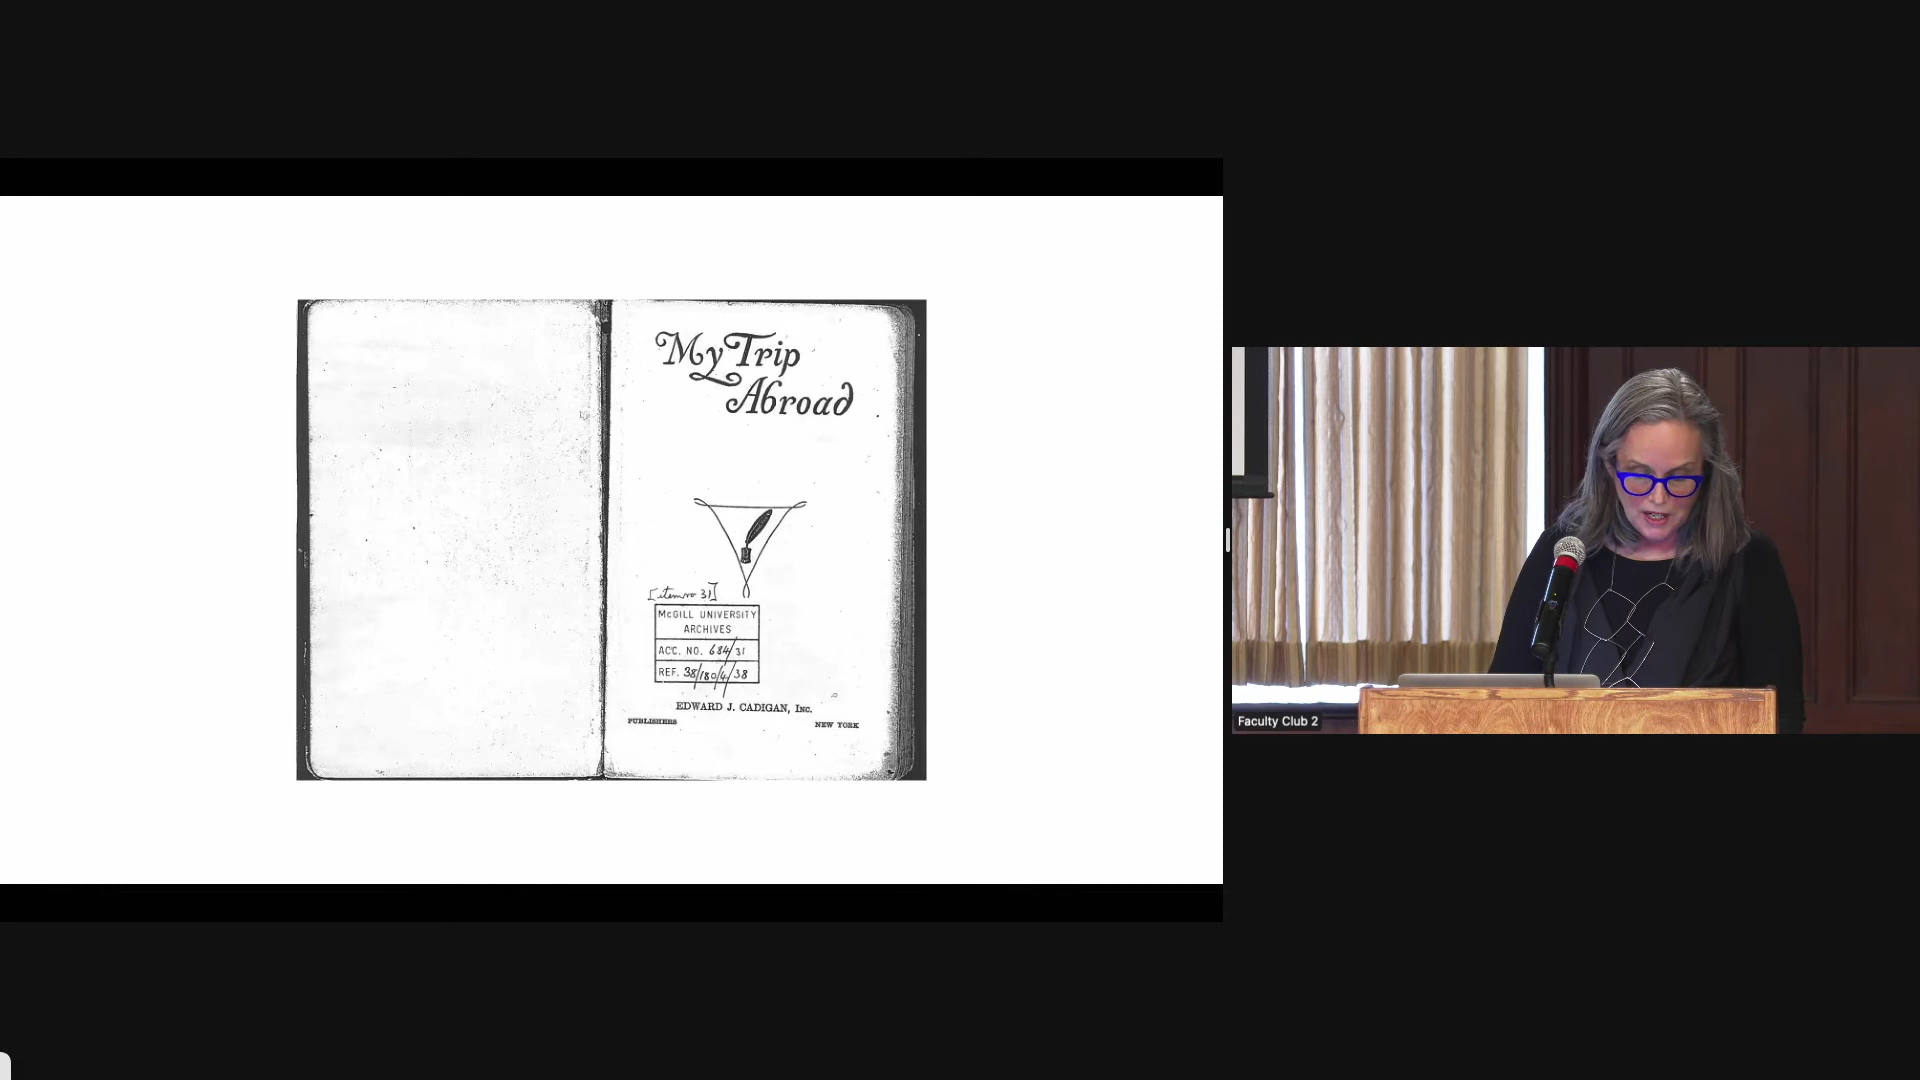 My Trip
Abroad
[item no 31]
McGILL UNIVERSITY
ARCHIVES
ACC. NO. 684/31
REF. 38/180/4/38
EDWARD J. CADIGAN, INC.
PUBLISHERS NEW YORK
Faculty Club 2